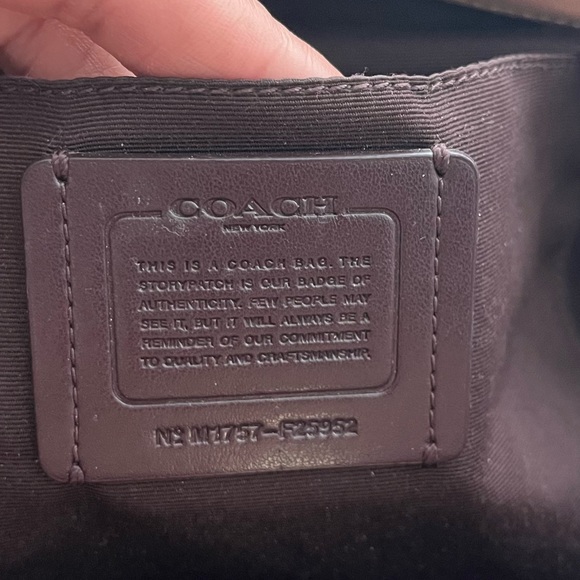 COACH
NEW YORK
THIS IS A COACH BAG. THE
STORYPATCH IS OUR BADGE OF
AUTHENTICITY. FEW PEOPLE MAY
SEE IT, BUT IT WILL ALWAYS BE A
REMINDER OF OUR COMMITMENT
TO QUALITY AND CRAFTSMANSHIP.
Nº M1757-F25952